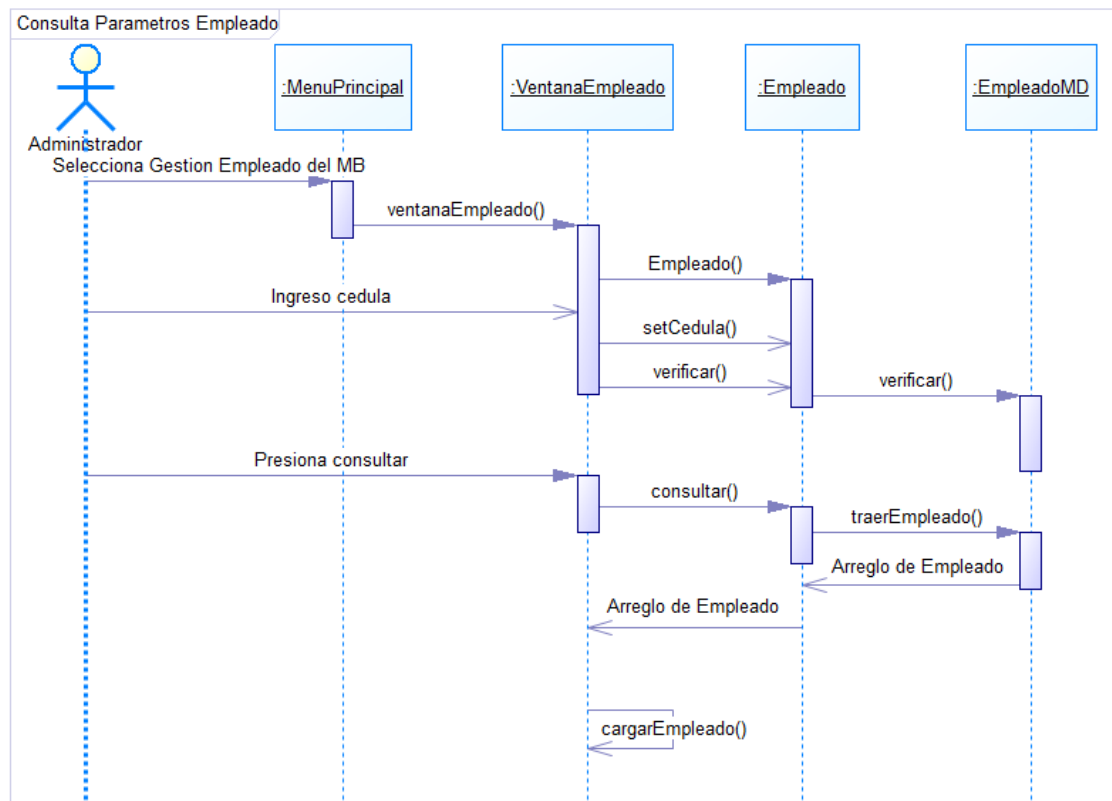 Consulta Parametros Empleado
:MenuPrincipal
:VentanaEmpleado
:Empleado
:EmpleadoMD
Administrador
Selecciona Gestion Empleado del MB
ventanaEmpleado()
Empleado()
Ingreso cedula
setCedula()
verificar()
verificar()
Presiona consultar
consultar()
traerEmpleado()
Arreglo de Empleado
Arreglo de Empleado
cargarEmpleado()